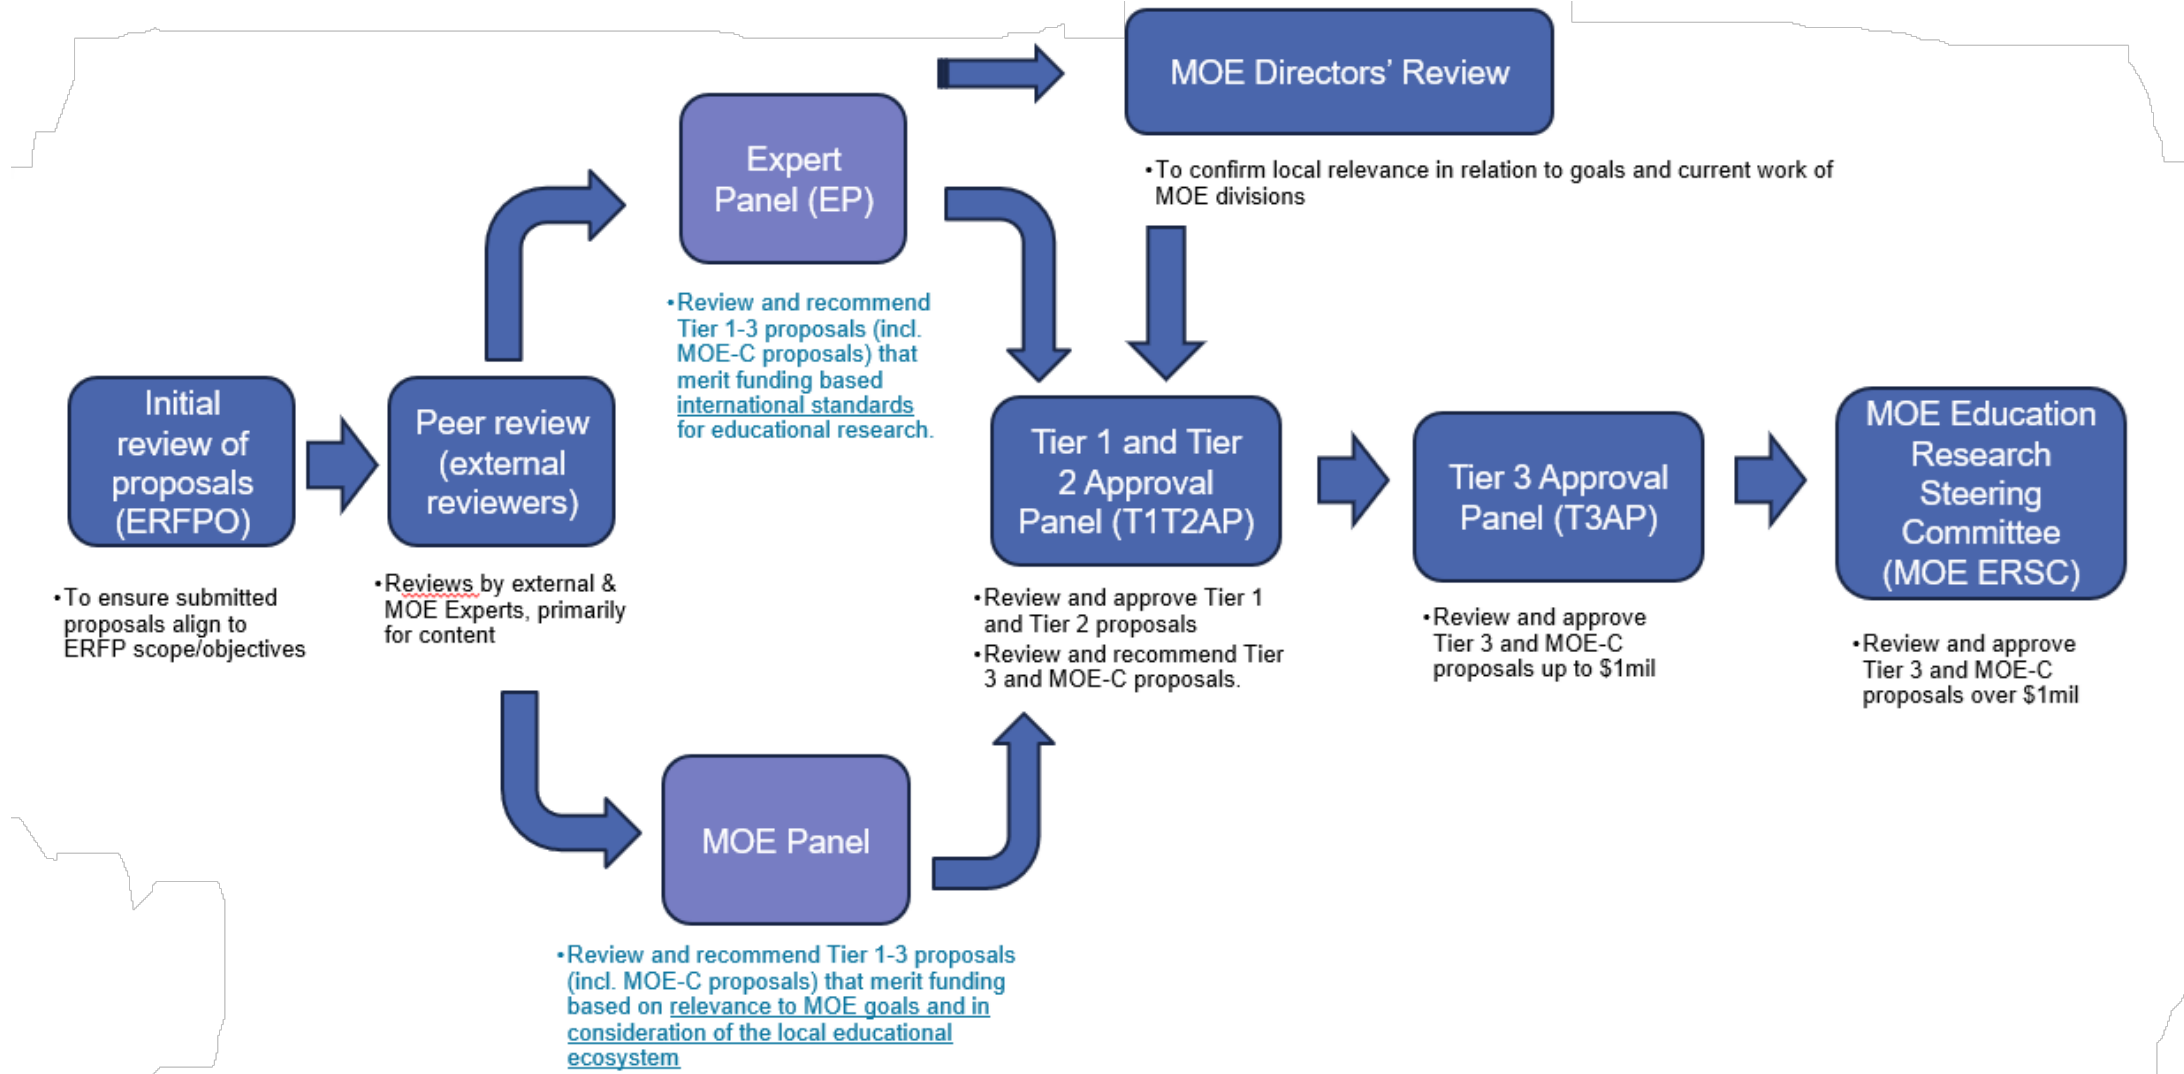 MOE Directors’ Review
•To confirm local relevance in relation to goals and current work of
MOE divisions
Expert
Panel (EP)
•Review and recommend
Tier 1-3 proposals (incl.
MOE-C proposals) that
merit funding based
international standards
for educational research.
Initial
review of
proposals
(ERFPO)
•To ensure submitted
proposals align to
ERFP scope/objectives
Peer review
(external
reviewers)
•Reviews by external &
MOE Experts, primarily
for content
Tier 1 and Tier
2 Approval
Panel (T1T2AP)
•Review and approve Tier 1
and Tier 2 proposals
•Review and recommend Tier
3 and MOE-C proposals.
Tier 3 Approval
Panel (T3AP)
•Review and approve
Tier 3 and MOE-C
proposals up to $1mil
MOE Education
Research
Steering
Committee
(MOE ERSC)
•Review and approve
Tier 3 and MOE-C
proposals over $1mil
MOE Panel
•Review and recommend Tier 1-3 proposals
(incl. MOE-C proposals) that merit funding
based on relevance to MOE goals and in
consideration of the local educational
ecosystem